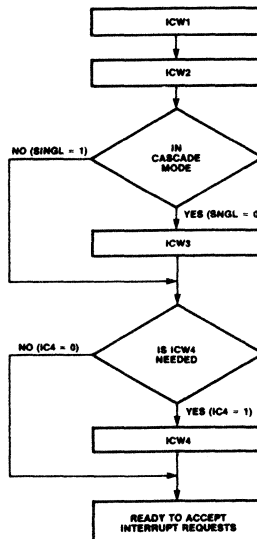 ICW1
ICW2
IN
CASCADE
MODE
NO (SINGL = 1)
YES (SNGL = 0
ICW3
IS ICW4
NEEDED
NO (IC4 = 0)
YES (IC4 = 1)
ICW4
READY TO ACCEPT
INTERRUPT REQUESTS